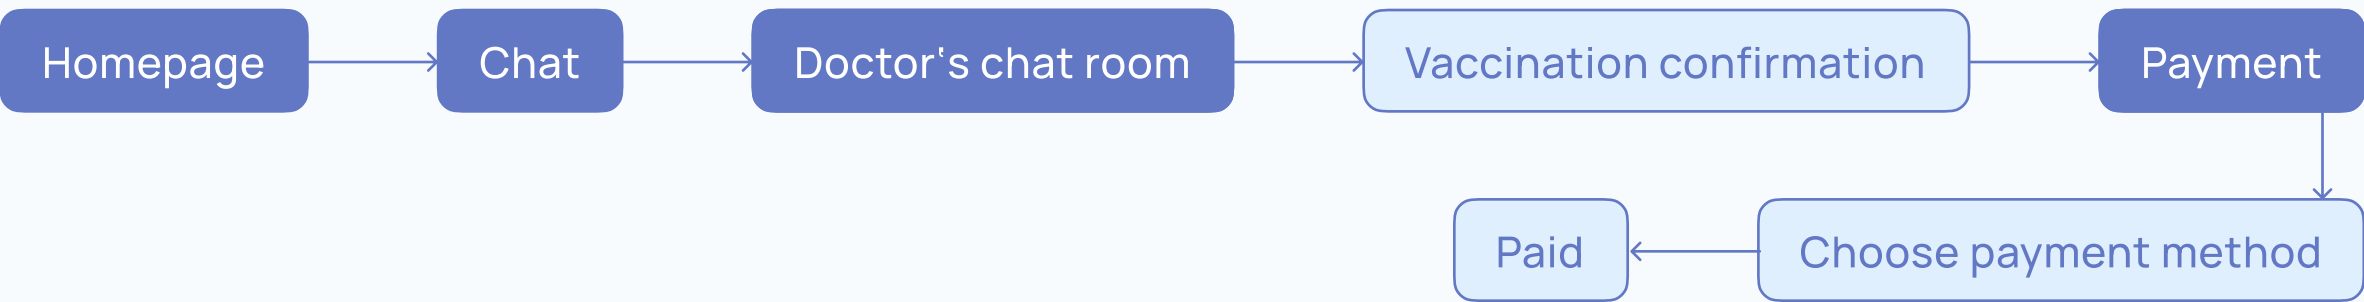 Homepage
Chat
Doctor‛s chat room
Vaccination confirmation
Payment
Paid
Choose payment method